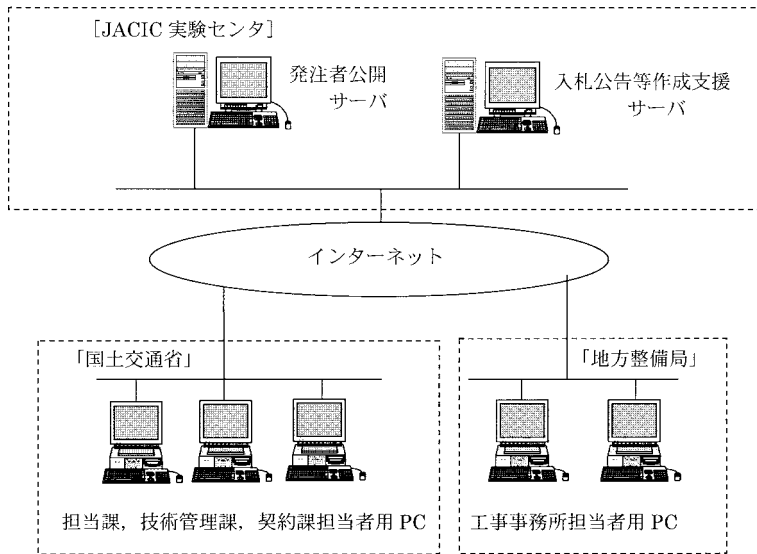 [JACIC 実験センタ]
発注者公開
サーバ
入札公告等作成支援
サーバ
インターネット
「国土交通省」
「地方整備局」
担当課，技術管理課，契約課担当者用 PC
工事事務所担当者用 PC